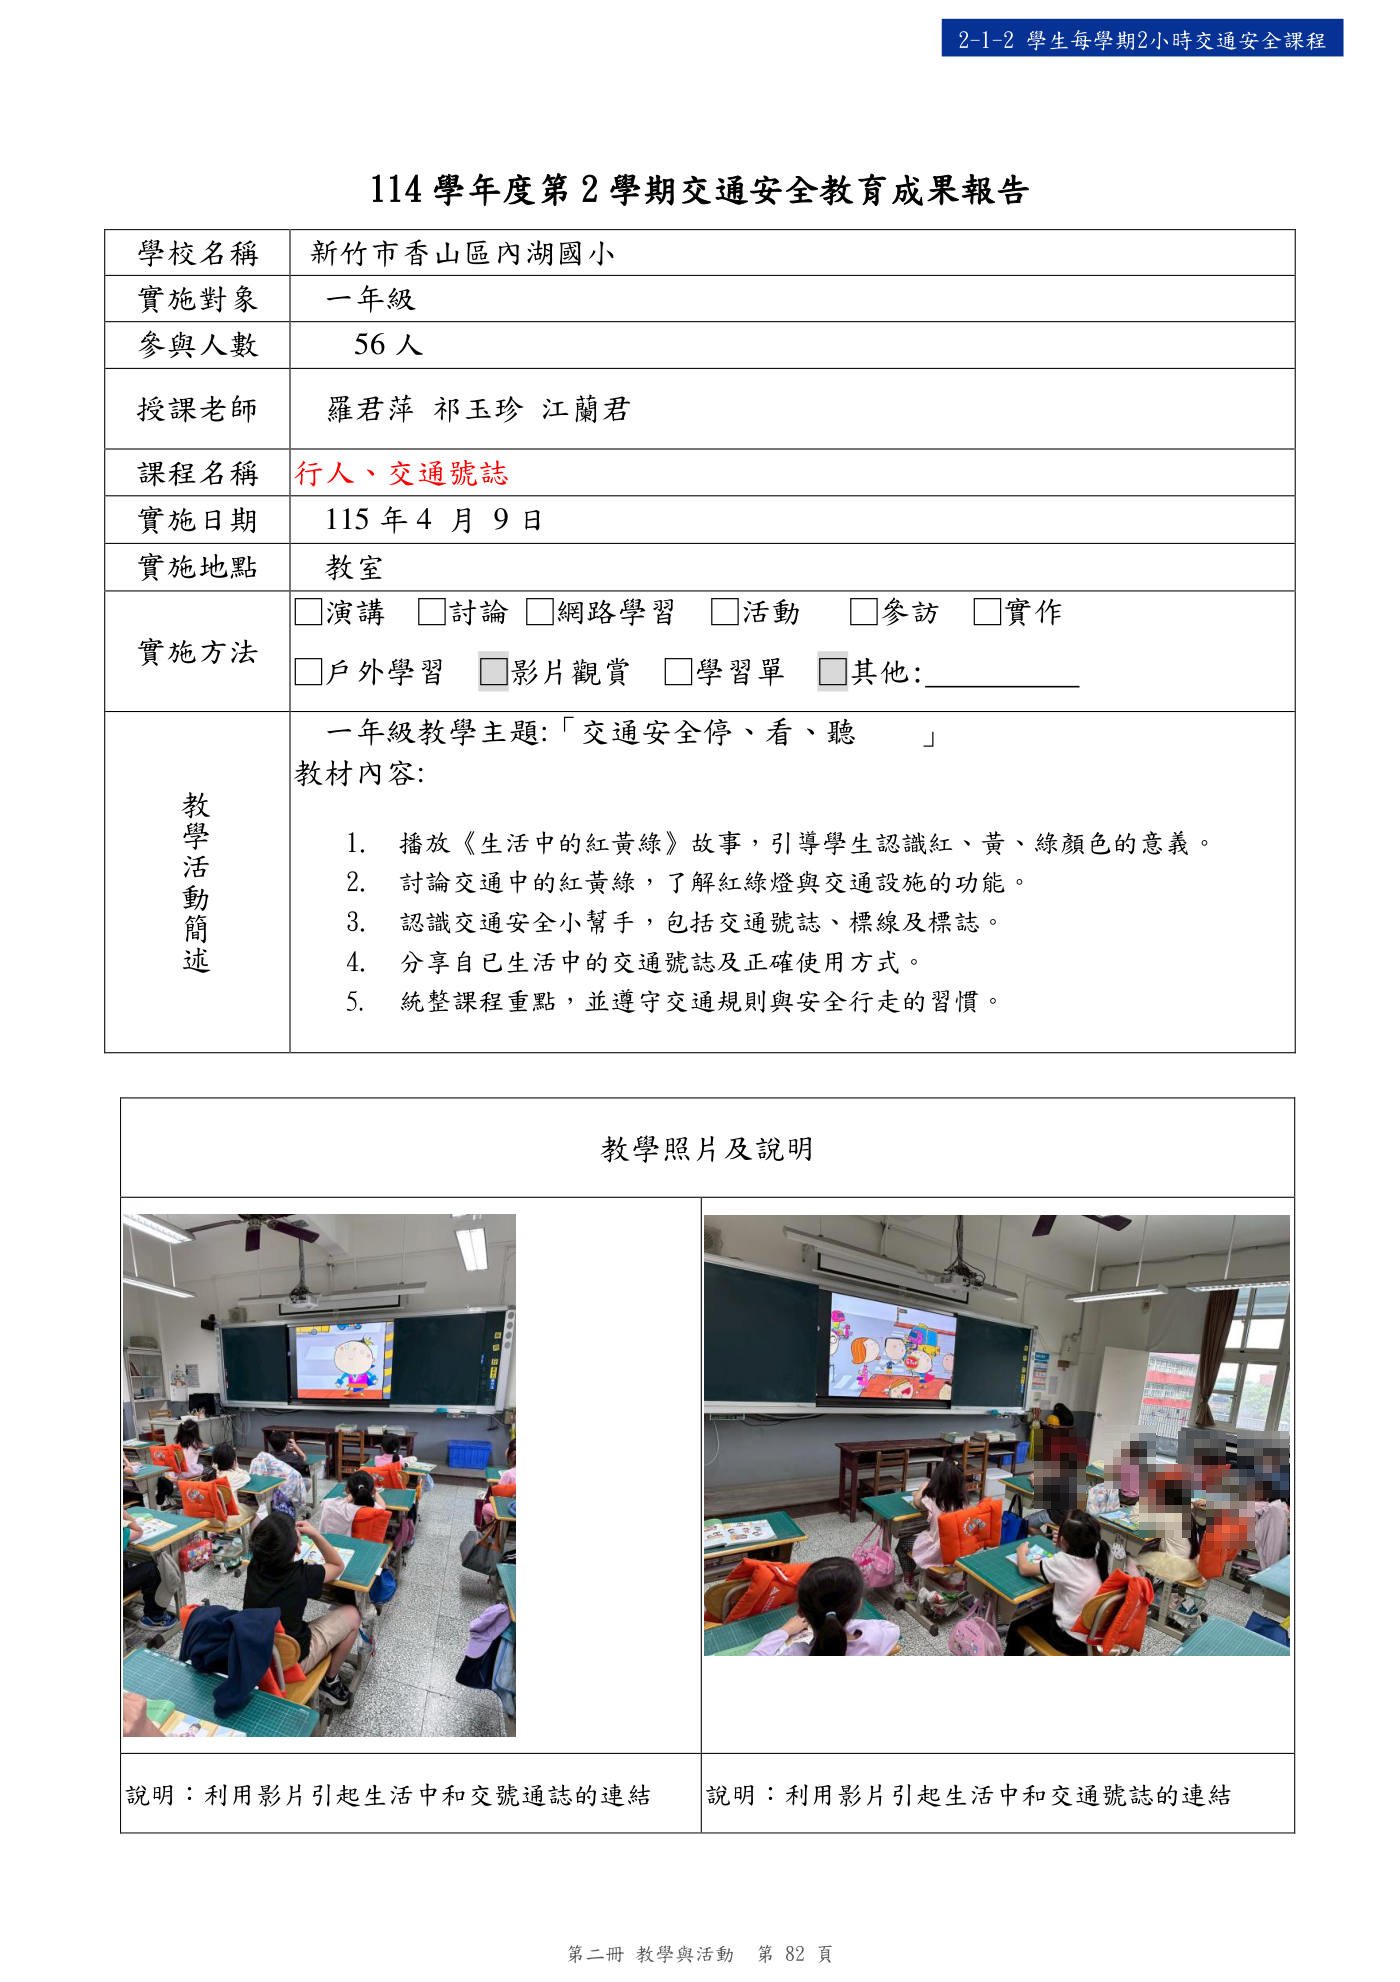 2-1-2 學生每學期2小時交通安全課程
114 學年度第 2 學期交通安全教育成果報告
學校名稱 新竹市香山區內湖國小
實施對象 一年級
參與人數 56 人
授課老師 羅君萍 祁玉珍 江蘭君
課程名稱 行人、交通號誌
實施日期 115 年 4 月 9 日
實施地點 教室
實施方法
□演講 □討論 □網路學習 □活動 □參訪 □實作
□戶外學習 □影片觀賞 □學習單 □其他:__________
教學活動簡述
一年級教學主題:「交通安全停、看、聽 」
教材內容:
1. 播放《生活中的紅黃綠》故事，引導學生認識紅、黃、綠顏色的意義。
2. 討論交通中的紅黃綠，了解紅綠燈與交通設施的功能。
3. 認識交通安全小幫手，包括交通號誌、標線及標誌。
4. 分享自已生活中的交通號誌及正確使用方式。
5. 統整課程重點，並遵守交通規則與安全行走的習慣。
教學照片及說明
說明：利用影片引起生活中和交號通誌的連結
說明：利用影片引起生活中和交通號誌的連結
第二冊 教學與活動 第 82 頁